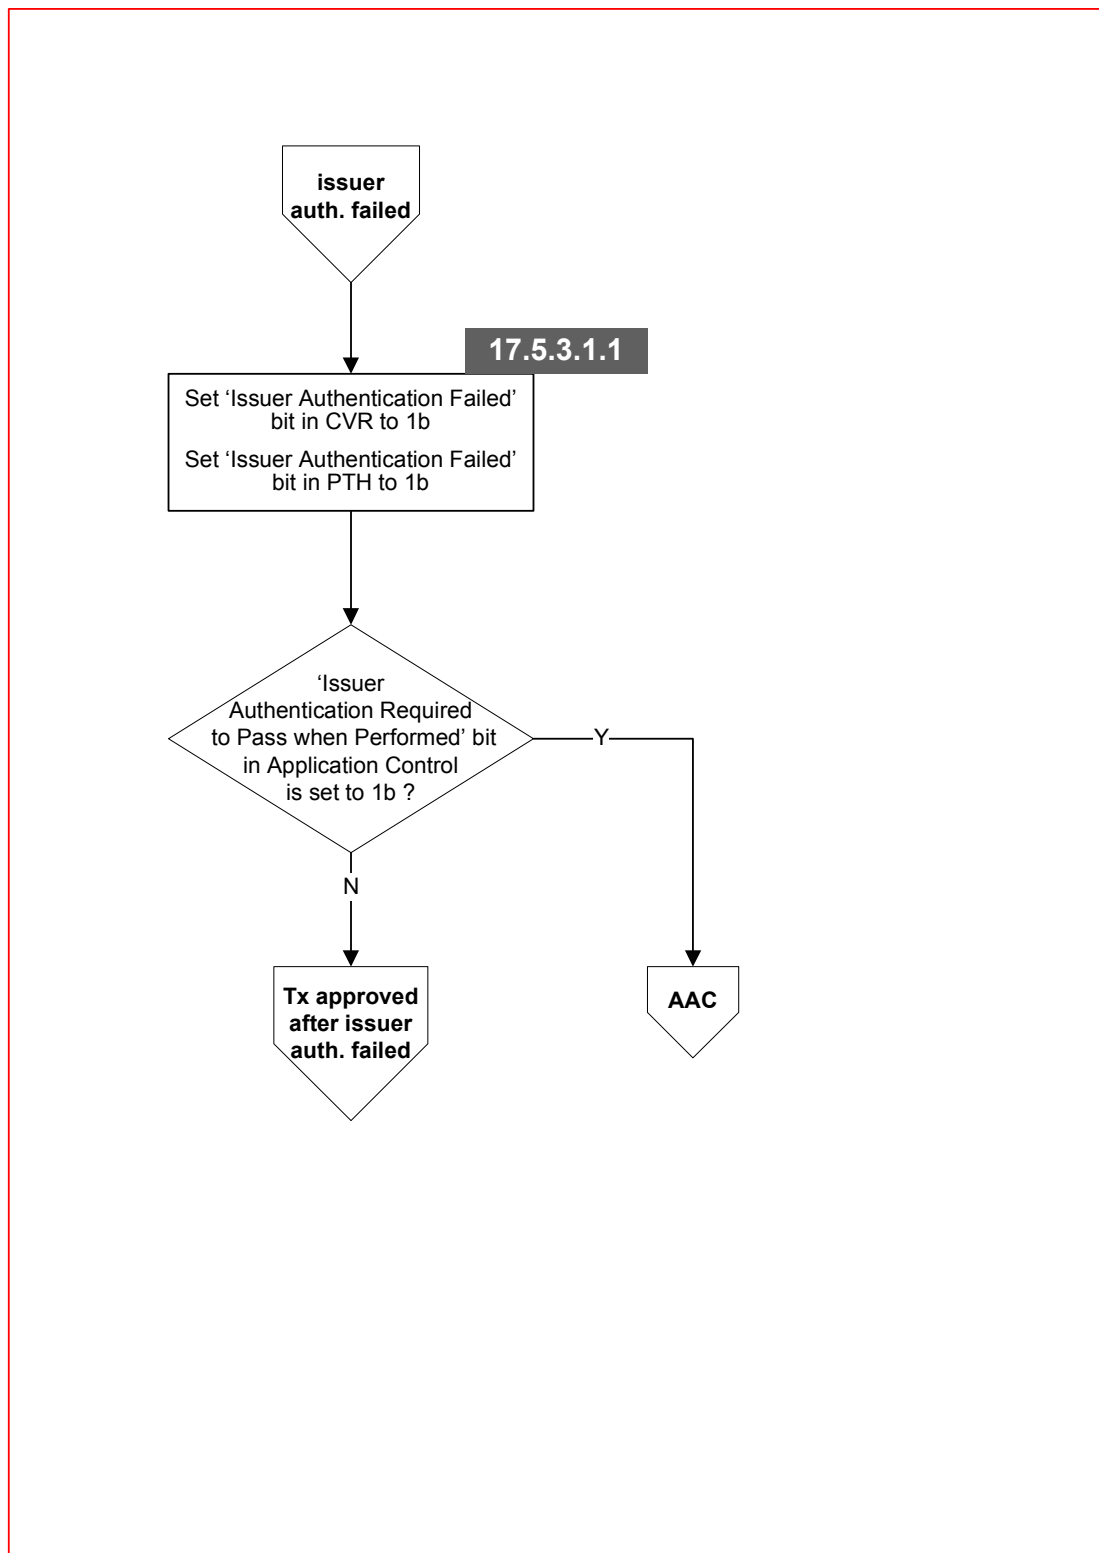 issuer
auth. failed
17.5.3.1.1
Set ‘Issuer Authentication Failed’
bit in CVR to 1b
Set ‘Issuer Authentication Failed’
bit in PTH to 1b
‘Issuer
Authentication Required
to Pass when Performed’ bit
in Application Control
is set to 1b ?
Y
N
Tx approved
after issuer
auth. failed
AAC